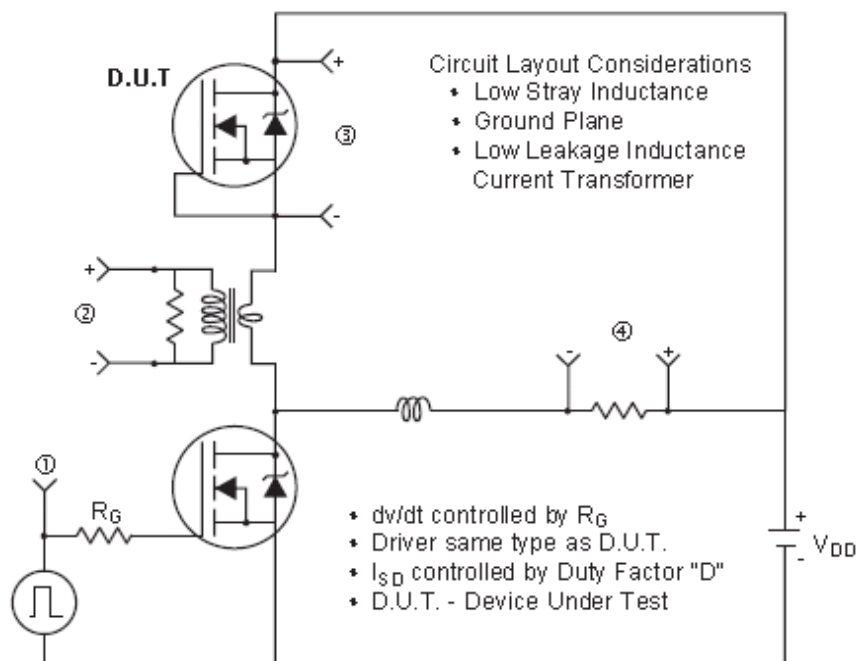 D.U.T
+
Circuit Layout Considerations
• Low Stray Inductance
• Ground Plane
• Low Leakage Inductance
Current Transformer
③
-
+
②
-
④
-
+
①
RG
• dv/dt controlled by RG
• Driver same type as D.U.T.
• ISD controlled by Duty Factor "D"
• D.U.T. - Device Under Test
+
VDD
-